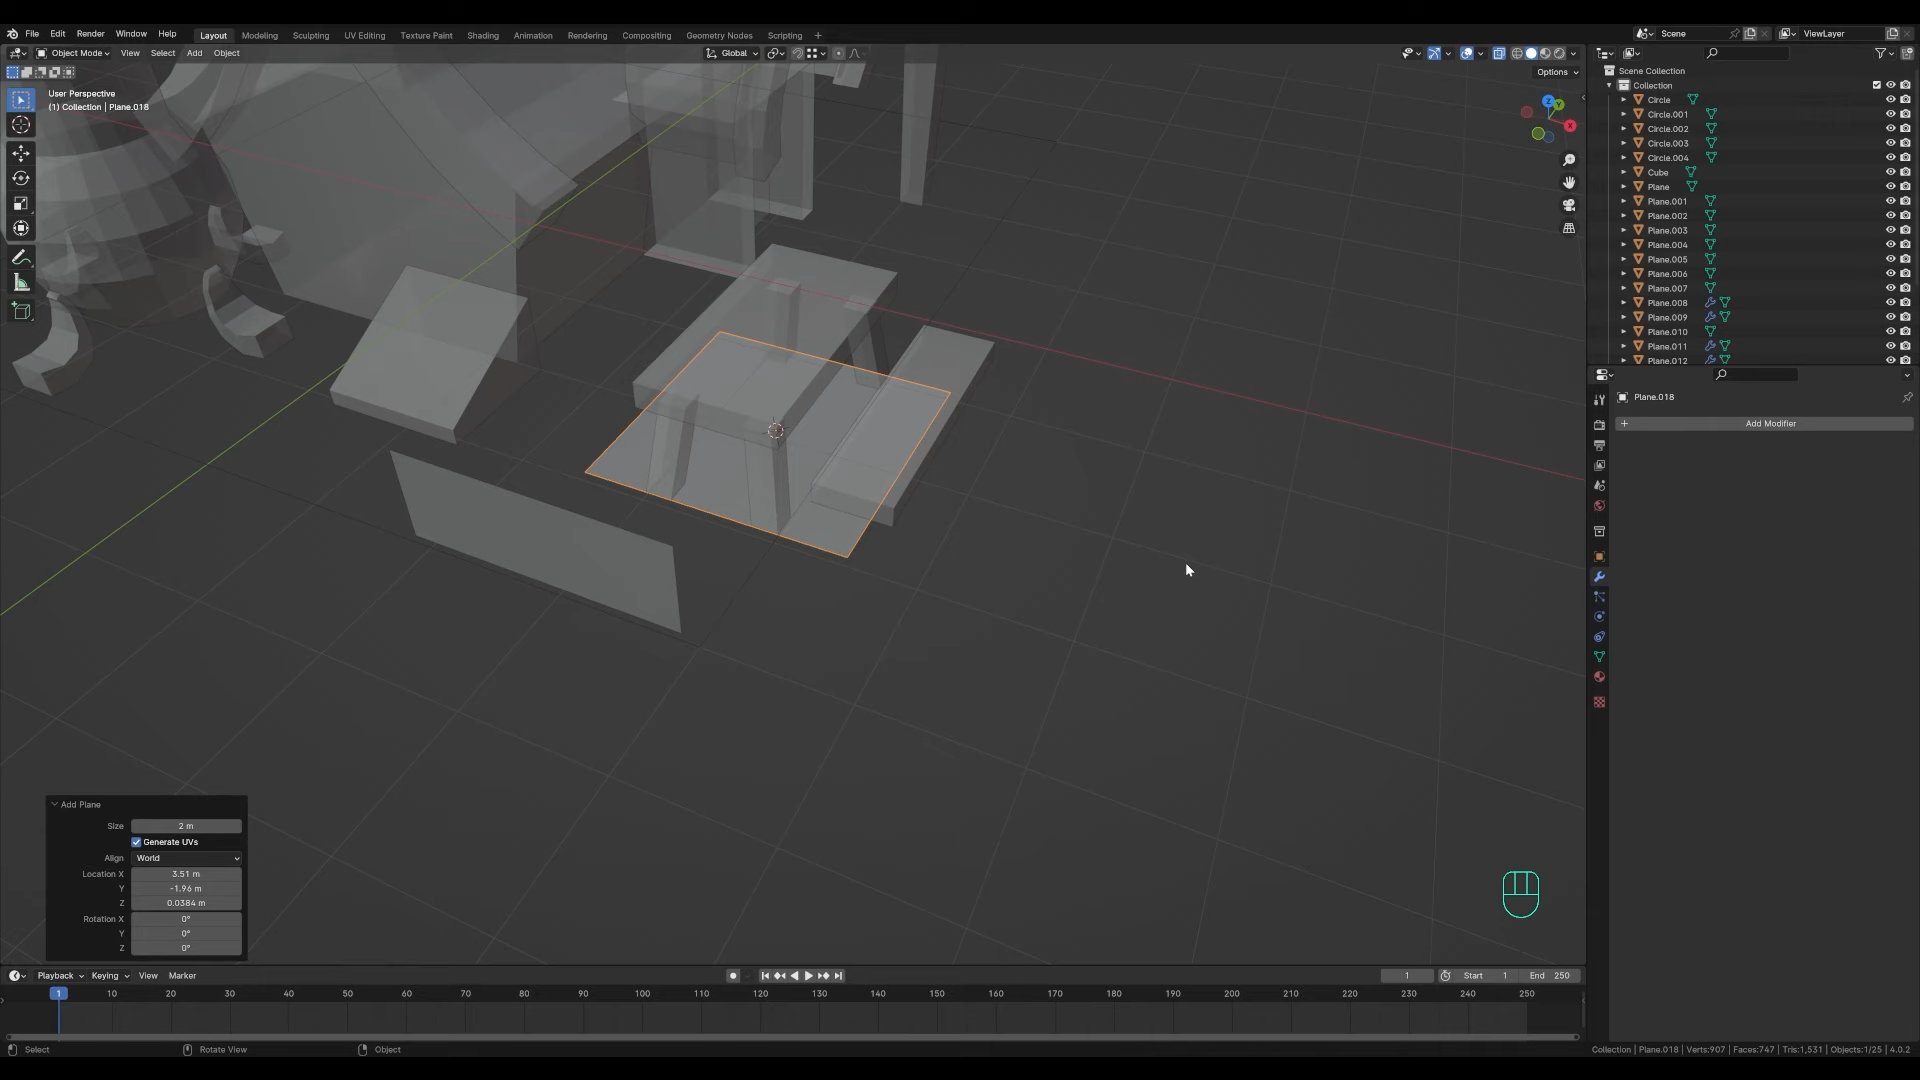 File Edit Render Window Help Layout Modeling Sculpting UV Editing Texture Paint Shading Animation Rendering Compositing Geometry Nodes Scripting + Scene ViewLayer
Object Mode View Select Add Object Global
Options
User Perspective
(1) Collection | Plane.018
Z
Y
X
Scene Collection
Collection
Circle
Circle.001
Circle.002
Circle.003
Circle.004
Cube
Plane
Plane.001
Plane.002
Plane.003
Plane.004
Plane.005
Plane.006
Plane.007
Plane.008
Plane.009
Plane.010
Plane.011
Plane.012
Plane.018
+ Add Modifier
Add Plane
Size 2 m
Generate UVs
Align World
Location X 3.51 m
Y -1.96 m
Z 0.0384 m
Rotation X 0°
Y 0°
Z 0°
Playback Keying View Marker 1 Start 1 End 250
1 10 20 30 40 50 60 70 80 90 100 110 120 130 140 150 160 170 180 190 200 210 220 230 240 250
Select Rotate View Object Collection | Plane.018 | Verts:907 | Faces:747 | Tris:1,531 | Objects:1/25 | 4.0.2